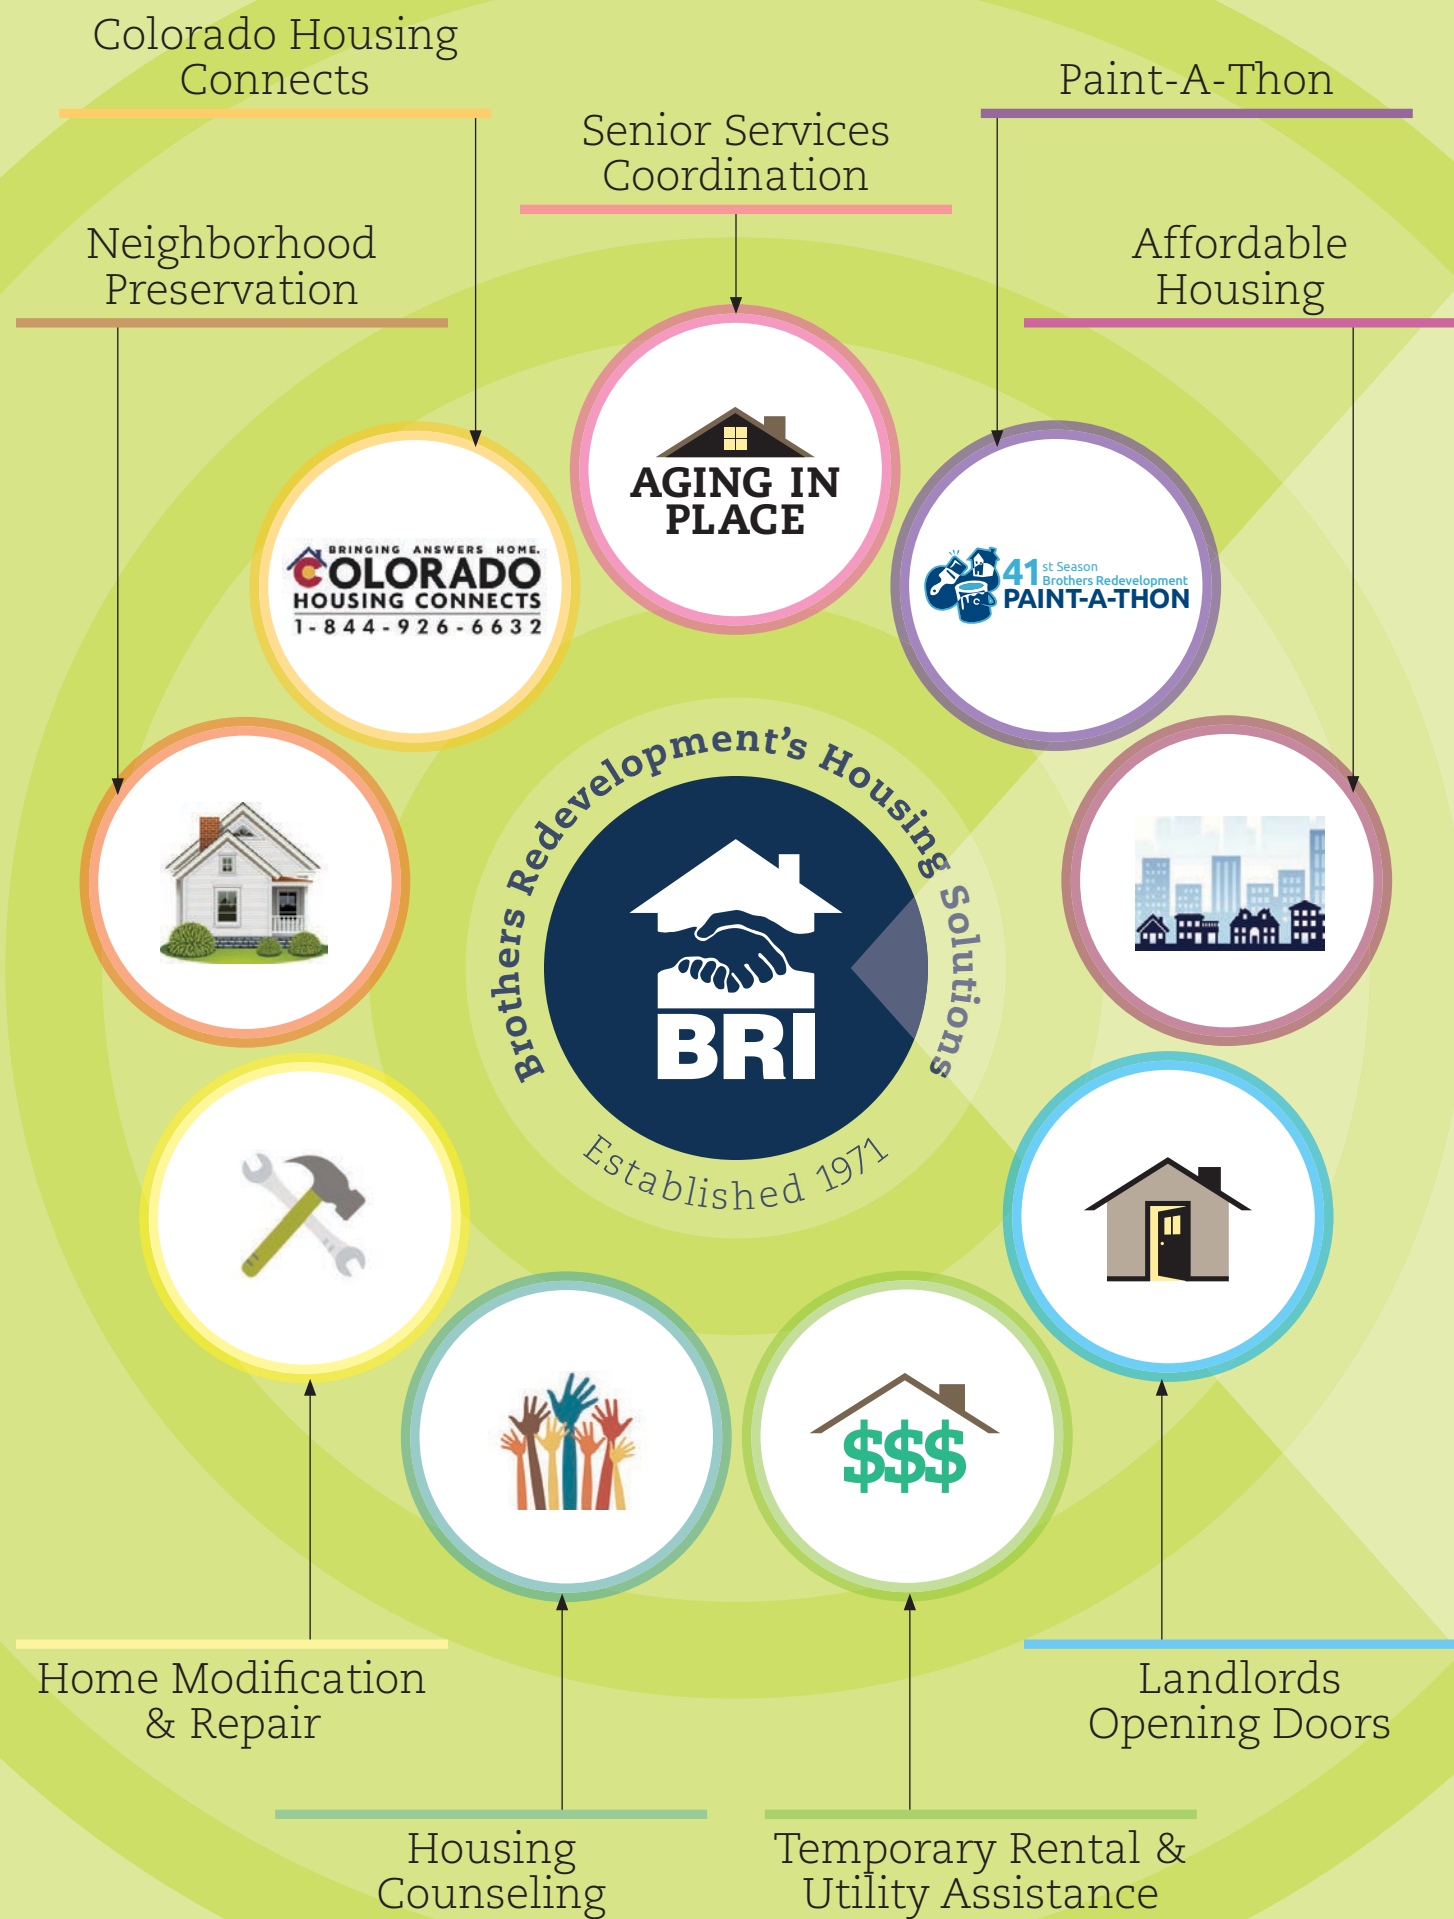 Colorado Housing
Connects
Paint-A-Thon
Senior Services
Coordination
Neighborhood
Preservation
Affordable
Housing
AGING IN
PLACE
BRINGING ANSWERS HOME.
COLORADO
HOUSING CONNECTS
1-844-926-6632
41st Season
Brothers Redevelopment
PAINT-A-THON
Brothers Redevelopment's Housing Solutions
BRI
Established 1971
$$$
Home Modification
& Repair
Landlords
Opening Doors
Housing
Counseling
Temporary Rental &
Utility Assistance